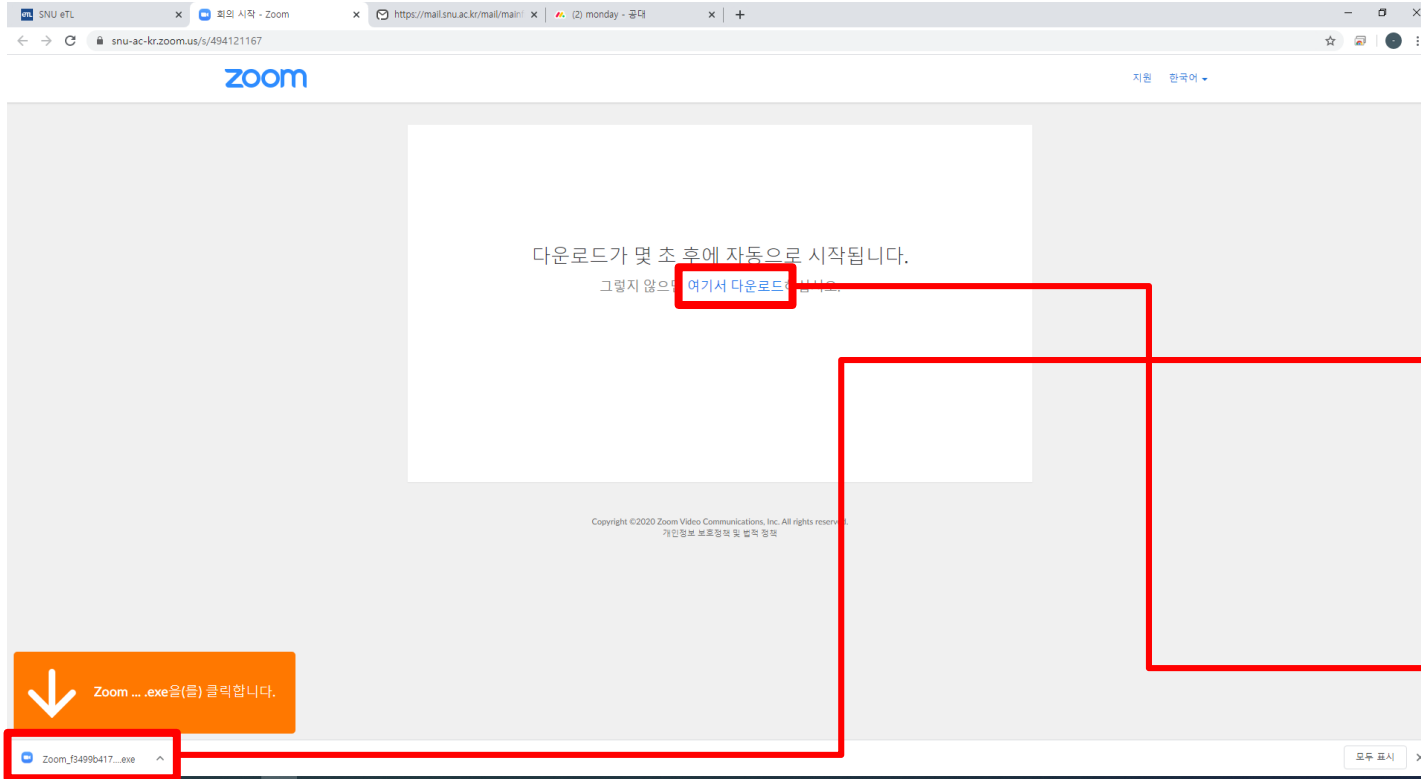 eTL SNU eTL
회의 시작 - Zoom
https://mail.snu.ac.kr/mail/main
(2) monday - 공대
snu-ac-kr.zoom.us/s/494121167
zoom
지원 한국어
다운로드가 몇 초 후에 자동으로 시작됩니다.
그렇지 않으면 여기서 다운로드
Copyright ©2020 Zoom Video Communications, Inc. All rights reserved.
개인정보 보호정책 및 법적 정책
Zoom ... .exe을(를) 클릭합니다.
Zoom_f3499b417....exe
모두 표시